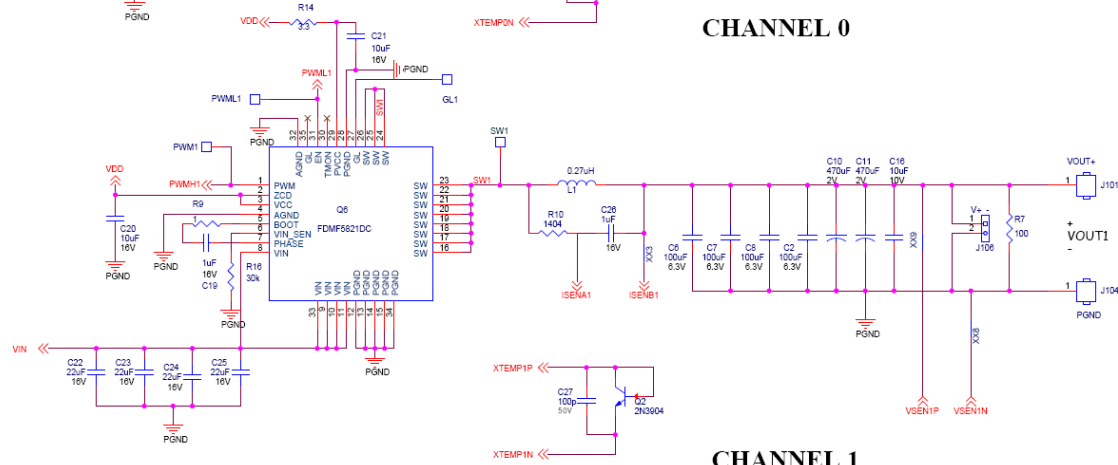 PGND
R14
3.3
VDD
XTEMP0N
CHANNEL 0
C21
10uF
16V
PGND
PWML1
PWML1
GL1
SW1
PGND
32 35 31 30 29 28 27 26 25 24
AGND GL EN TMON PVCC PGND GL SW SW SW
SW1
PWM1
VDD
PWMH1
1 PWM
2 ZCD
3 VCC
4 AGND
5 BOOT
6 VIN_SEN
7 PHASE
8 VIN
Q6
FDMF5821DC
SW 23
SW 22
SW 21
SW 20
SW 19
SW 18
SW 17
SW 16
SW1
R9
1
C20
10uF
16V
PGND
PGND
1uF
16V
C19
R16
30k
PGND
VIN VIN VIN VIN PGND PGND PGND PGND PGND
33 9 10 11 12 13 14 15 34
PGND
0.27uH
L1
R10
1404
C26
1uF
16V
XX3
ISENA1
ISENB1
C6
100uF
6.3V
C7
100uF
6.3V
C8
100uF
6.3V
C2
100uF
6.3V
C10
470uF
2V
C11
470uF
2V
C16
10uF
10V
PGND
XX9
V+ -
1
2
J106
R7
100
VOUT+
1
J101
+
VOUT1
-
1
J104
PGND
XX8
VSEN1P
VSEN1N
VIN
C22
22uF
16V
C23
22uF
16V
C24
22uF
16V
C25
22uF
16V
PGND
XTEMP1P
C27
100p
50V
Q2
2N3904
XTEMP1N
CHANNEL 1